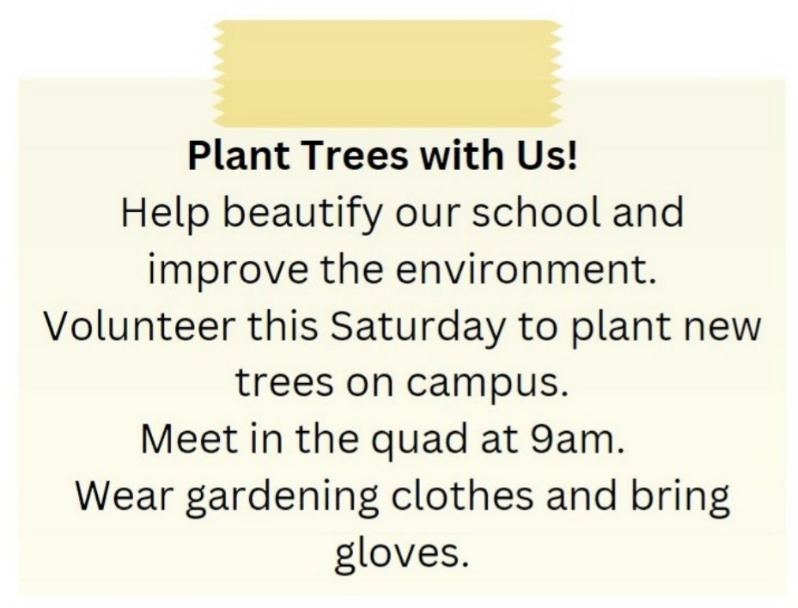 Plant Trees with Us!
Help beautify our school and
improve the environment.
Volunteer this Saturday to plant new
trees on campus.
Meet in the quad at 9am.
Wear gardening clothes and bring
gloves.